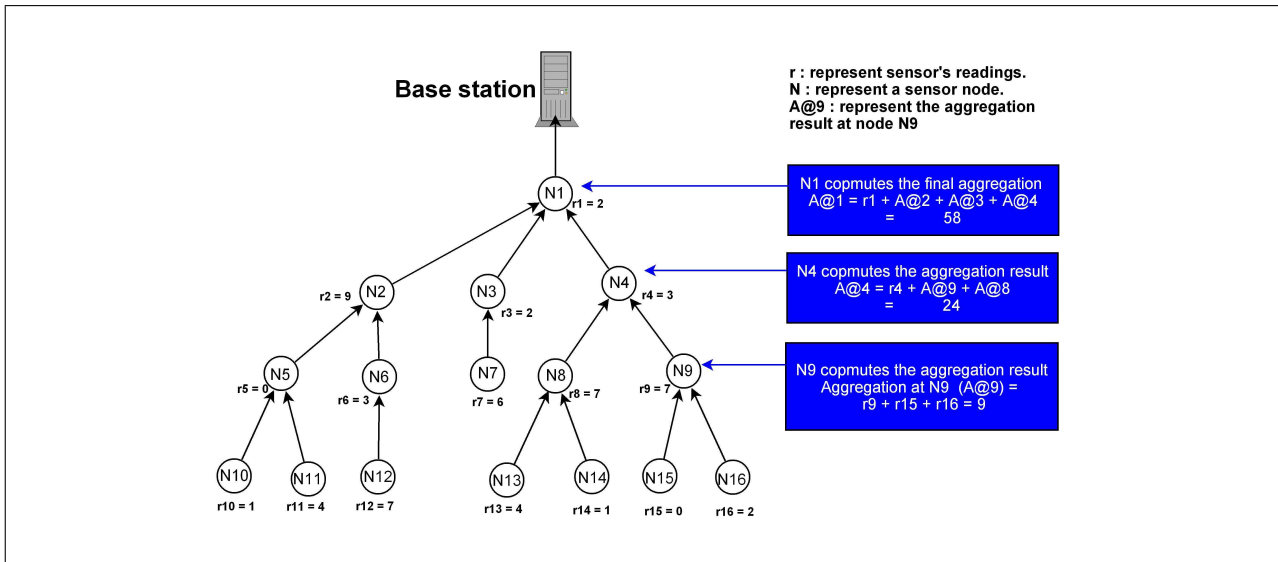 Base station
r : represent sensor's readings.
N : represent a sensor node.
A@9 : represent the aggregation
result at node N9
N1
r1 = 2
N1 copmutes the final aggregation
A@1 = r1 + A@2 + A@3 + A@4
= 58
N2
r2 = 9
N3
r3 = 2
N4
r4 = 3
N4 copmutes the aggregation result
A@4 = r4 + A@9 + A@8
= 24
N5
r5 = 0
N6
r6 = 3
N7
r7 = 6
N8
r8 = 7
N9
r9 = 7
N9 copmutes the aggregation result
Aggregation at N9 (A@9) =
r9 + r15 + r16 = 9
N10
r10 = 1
N11
r11 = 4
N12
r12 = 7
N13
r13 = 4
N14
r14 = 1
N15
r15 = 0
N16
r16 = 2